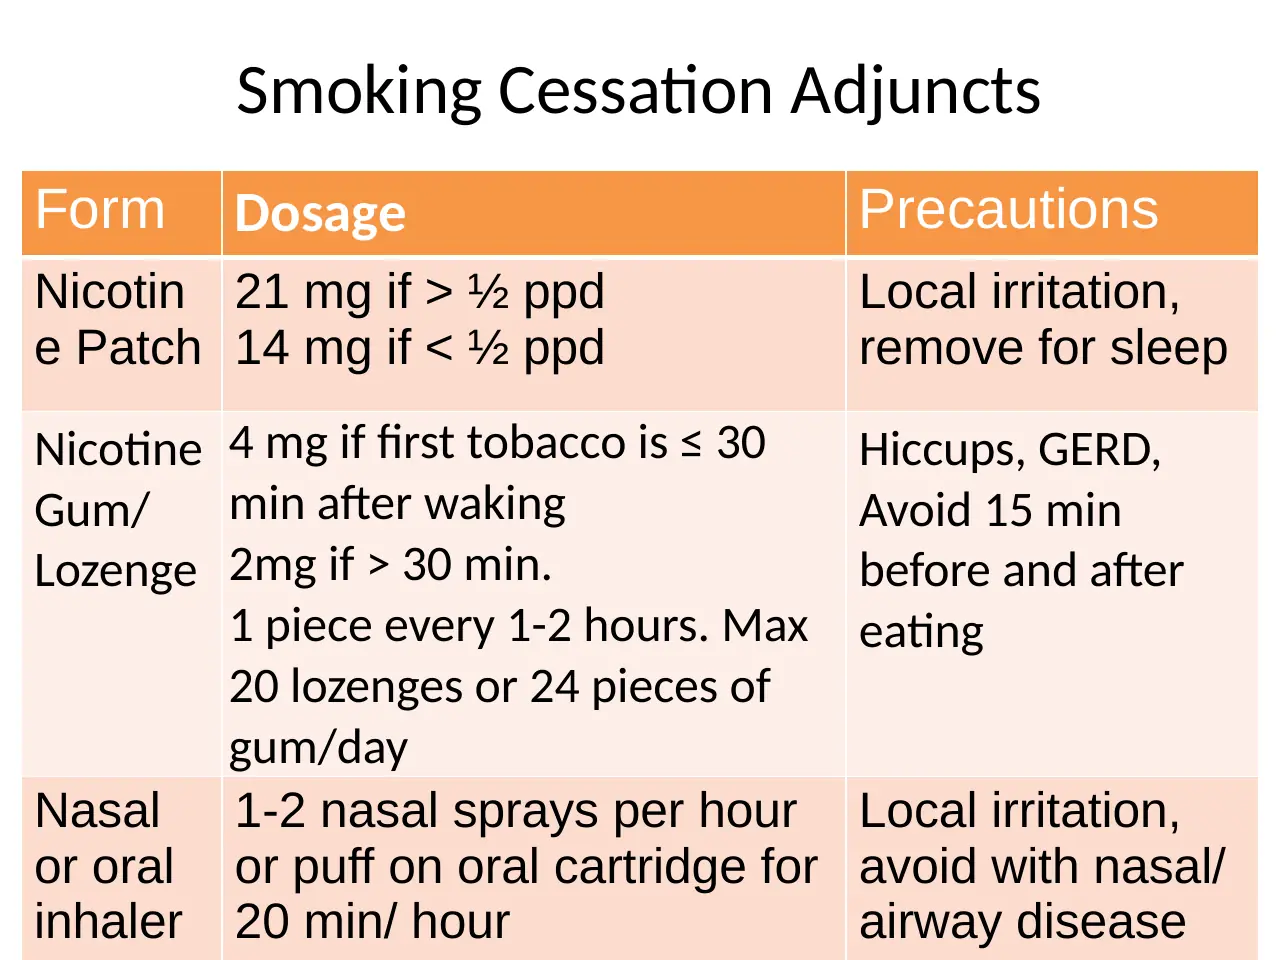 Smoking Cessation Adjuncts
Form
Dosage
Precautions
Nicotin
e Patch
21 mg if > ½ ppd
14 mg if < ½ ppd
Local irritation,
remove for sleep
Nicotine
Gum/
Lozenge
4 mg if first tobacco is ≤ 30
min after waking
2mg if > 30 min.
1 piece every 1-2 hours. Max
20 lozenges or 24 pieces of
gum/day
Hiccups, GERD,
Avoid 15 min
before and after
eating
Nasal
or oral
inhaler
1-2 nasal sprays per hour
or puff on oral cartridge for
20 min/ hour
Local irritation,
avoid with nasal/
airway disease